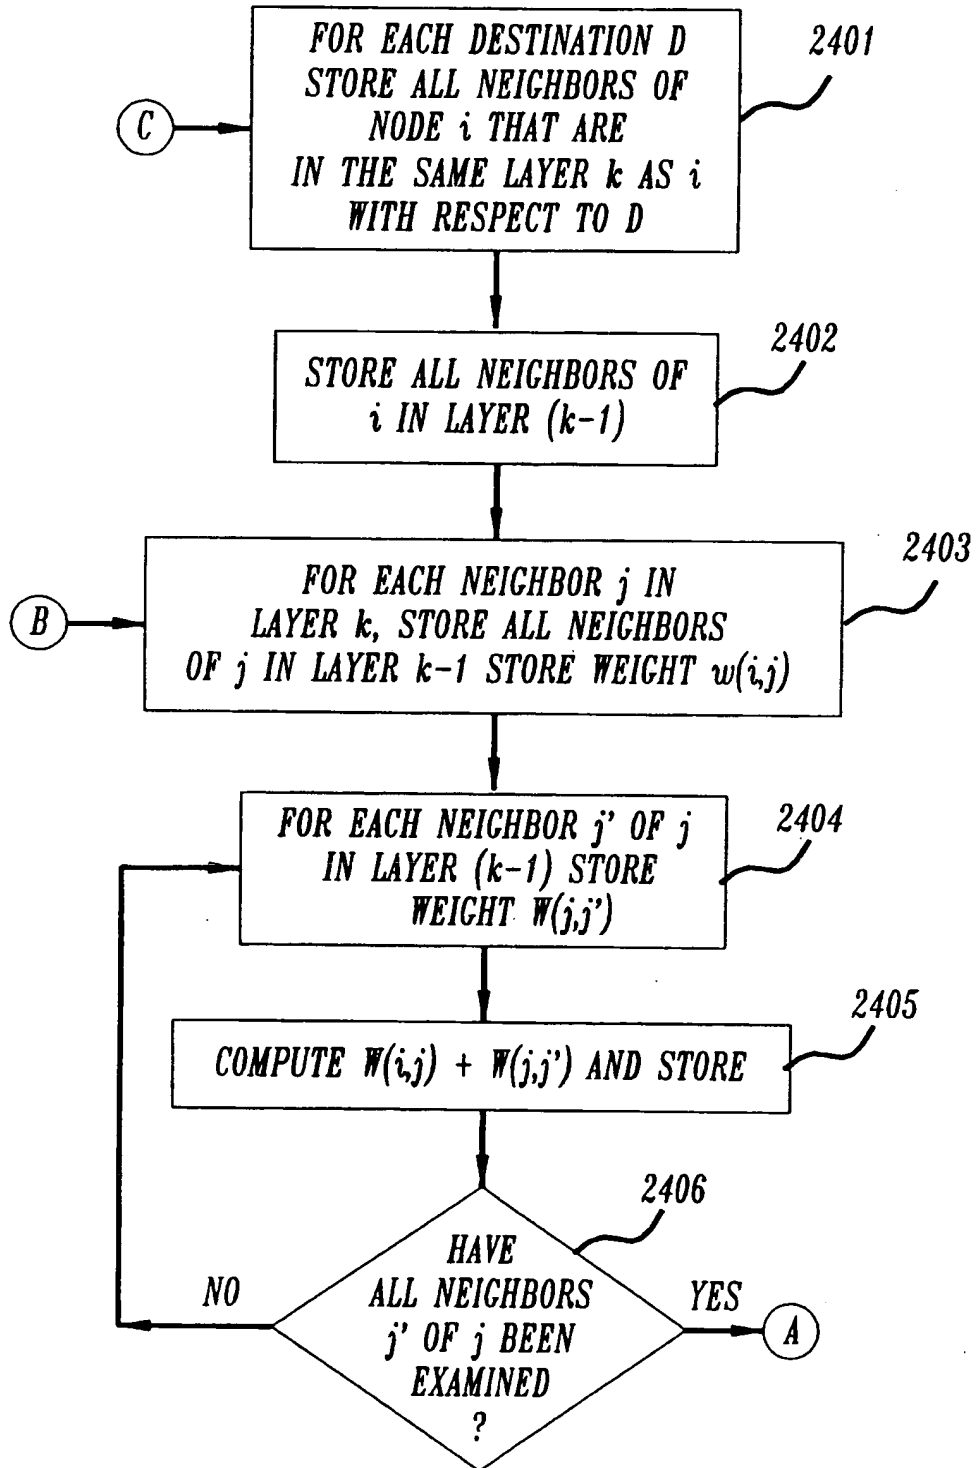 FOR EACH DESTINATION D
STORE ALL NEIGHBORS OF
NODE i THAT ARE
IN THE SAME LAYER k AS i
WITH RESPECT TO D
2401
C
STORE ALL NEIGHBORS OF
i IN LAYER (k-1)
2402
FOR EACH NEIGHBOR j IN
LAYER k, STORE ALL NEIGHBORS
OF j IN LAYER k-1 STORE WEIGHT w(i,j)
2403
B
FOR EACH NEIGHBOR j' OF j
IN LAYER (k-1) STORE
WEIGHT W(j,j')
2404
COMPUTE W(i,j) + W(j,j') AND STORE
2405
HAVE
ALL NEIGHBORS
j' OF j BEEN
EXAMINED
?
2406
NO
YES
A